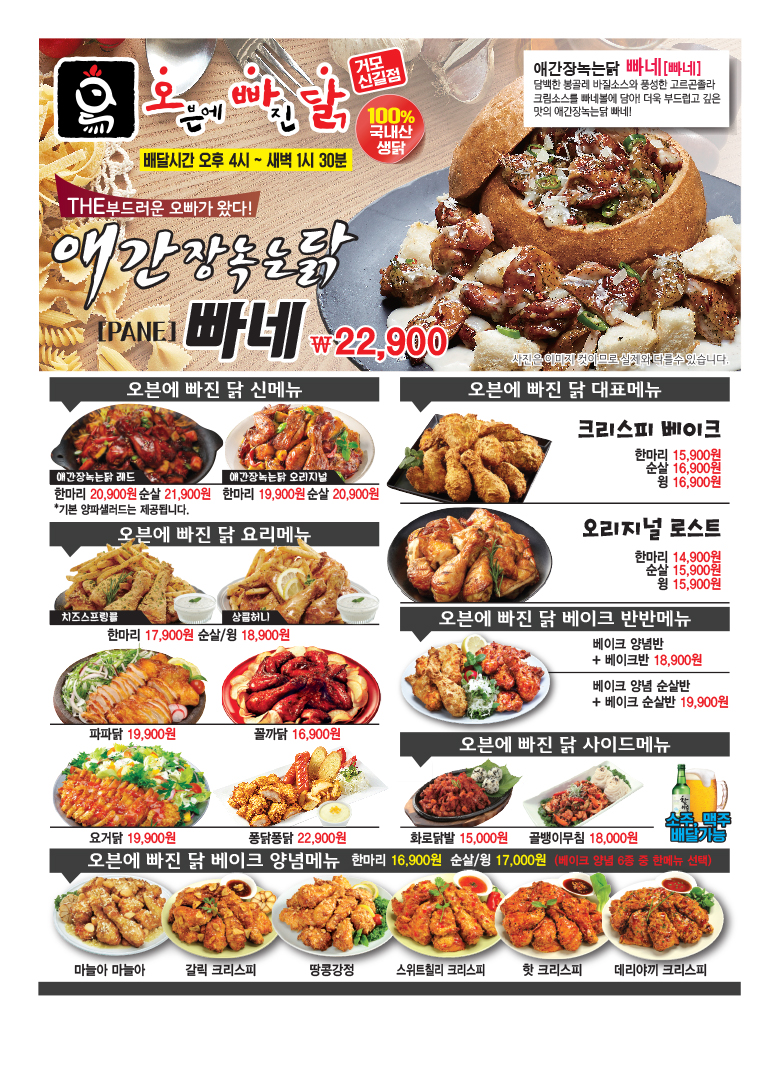 오븐에 빠진 닭
거모
신길점
100%
국내산
생닭
배달시간 오후 4시 ~ 새벽 1시 30분
THE부드러운 오빠가 왔다!
애간장녹는닭
[PANE] 빠네 ₩22,900
애간장녹는닭 빠네[빠네]
담백한 봉골레 바질소스와 풍성한 고르곤졸라
크림소스를 빠네볼에 담아! 더욱 부드럽고 깊은
맛의 애간장녹는닭 빠네!
사진은 이미지 컷이므로 실제와 다를수 있습니다.
오븐에 빠진 닭 신메뉴
애간장녹는닭 레드
애간장녹는닭 오리지널
한마리 20,900원 순살 21,900원
한마리 19,900원 순살 20,900원
*기본 양파샐러드는 제공됩니다.
오븐에 빠진 닭 요리메뉴
치즈스프링클
상콤허니
한마리 17,900원 순살/윙 18,900원
파파닭 19,900원
꼴까닭 16,900원
요거닭 19,900원
퐁닭퐁닭 22,900원
오븐에 빠진 닭 대표메뉴
크리스피 베이크
한마리 15,900원
순살 16,900원
윙 16,900원
오리지널 로스트
한마리 14,900원
순살 15,900원
윙 15,900원
오븐에 빠진 닭 베이크 반반메뉴
베이크 양념반
+ 베이크반 18,900원
베이크 양념 순살반
+ 베이크 순살반 19,900원
오븐에 빠진 닭 사이드메뉴
화로닭발 15,000원
골뱅이무침 18,000원
소주, 맥주
배달가능
오븐에 빠진 닭 베이크 양념메뉴 한마리 16,900원 순살/윙 17,000원 (베이크 양념 6종 중 한메뉴 선택)
마늘아 마늘아
갈릭 크리스피
땅콩강정
스위트칠리 크리스피
핫 크리스피
데리야끼 크리스피